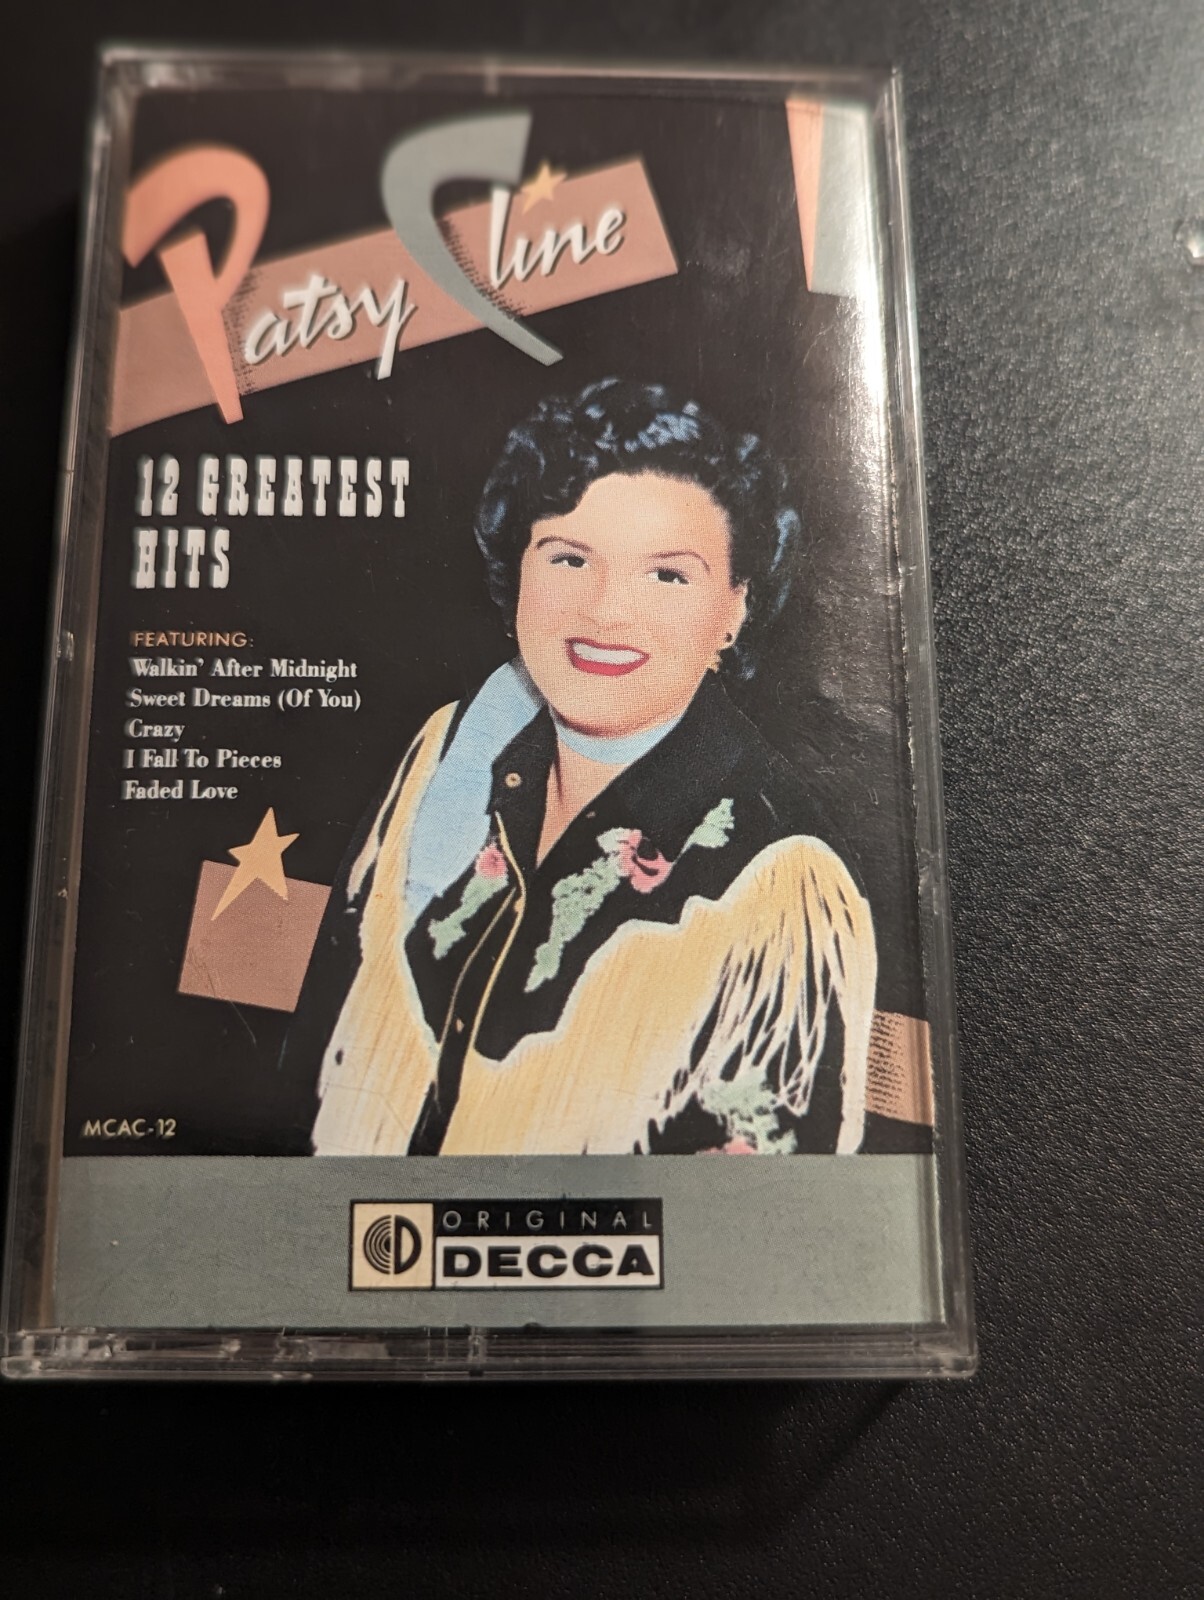 Patsy Cline
12 GREATEST
HITS
FEATURING:
Walkin' After Midnight
Sweet Dreams (Of You)
Crazy
I Fall To Pieces
Faded Love
MCAC-12
ORIGINAL
DECCA